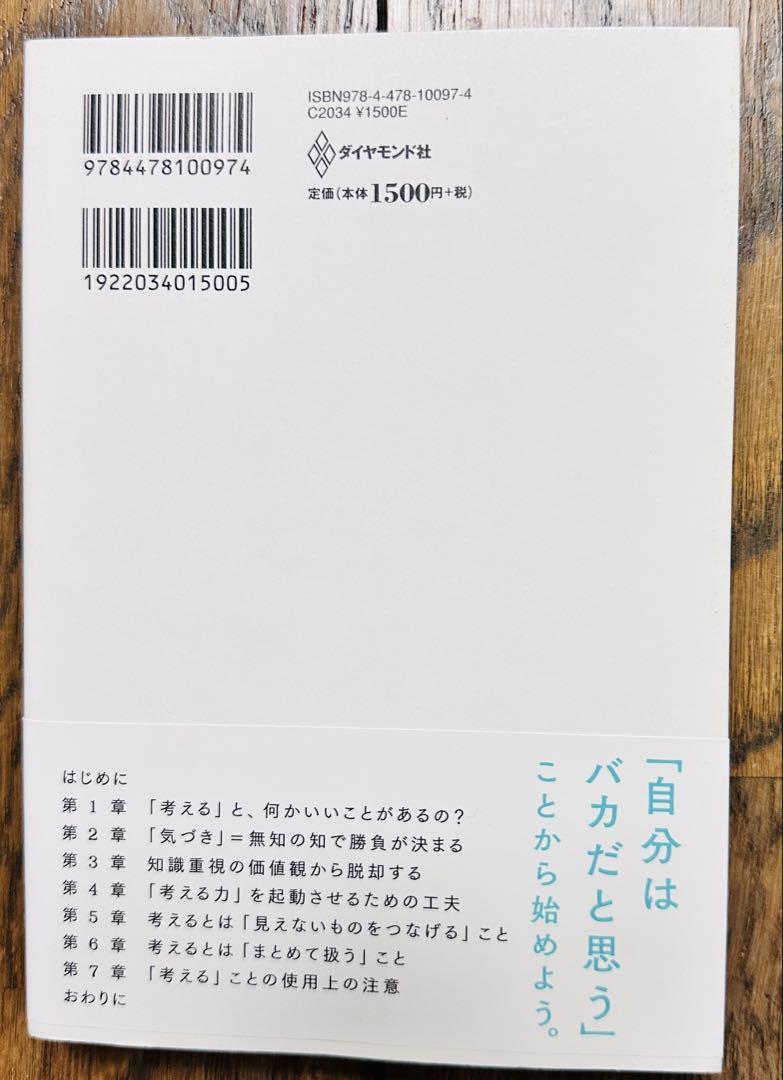 ISBN978-4-478-10097-4
C2034 ¥1500E
ダイヤモンド社
定価(本体1500円+税)
9784478100974
1922034015005
「自分は
バカだと思う」
ことから始めよう。
はじめに
第1章 「考える」と、何かいいことがあるの?
第2章 「気づき」=無知の知で勝負が決まる
第3章 知識重視の価値観から脱却する
第4章 「考える力」を起動させるための工夫
第5章 考えるとは「見えないものをつなげる」こと
第6章 考えるとは「まとめて扱う」こと
第7章 「考える」ことの使用上の注意
おわりに